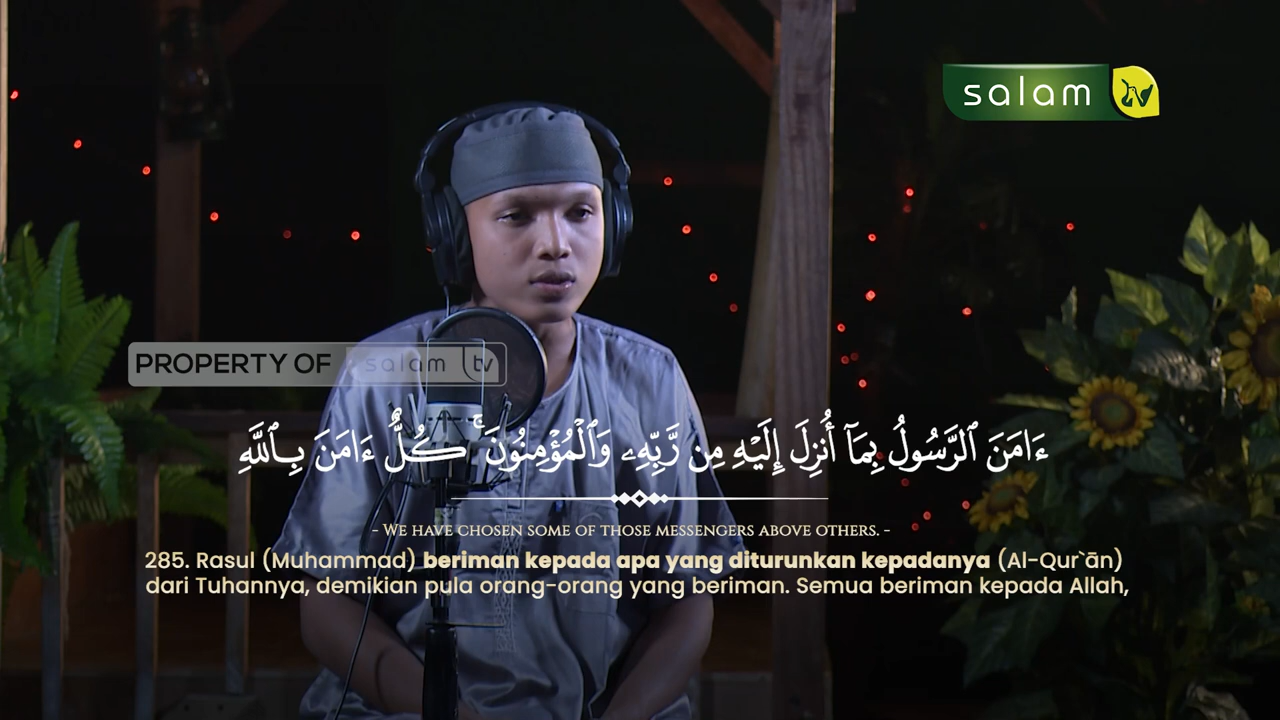 salam tv
PROPERTY OF salam tv
ءَامَنَ ٱلرَّسُولُ بِمَآ أُنزِلَ إِلَيْهِ مِن رَّبِّهِۦ وَٱلْمُؤْمِنُونَ ۚ كُلٌّ ءَامَنَ بِٱللَّهِ
- We have chosen some of those messengers above others. -
285. Rasul (Muhammad) beriman kepada apa yang diturunkan kepadanya (Al-Qur`ān)
dari Tuhannya, demikian pula orang-orang yang beriman. Semua beriman kepada Allah,